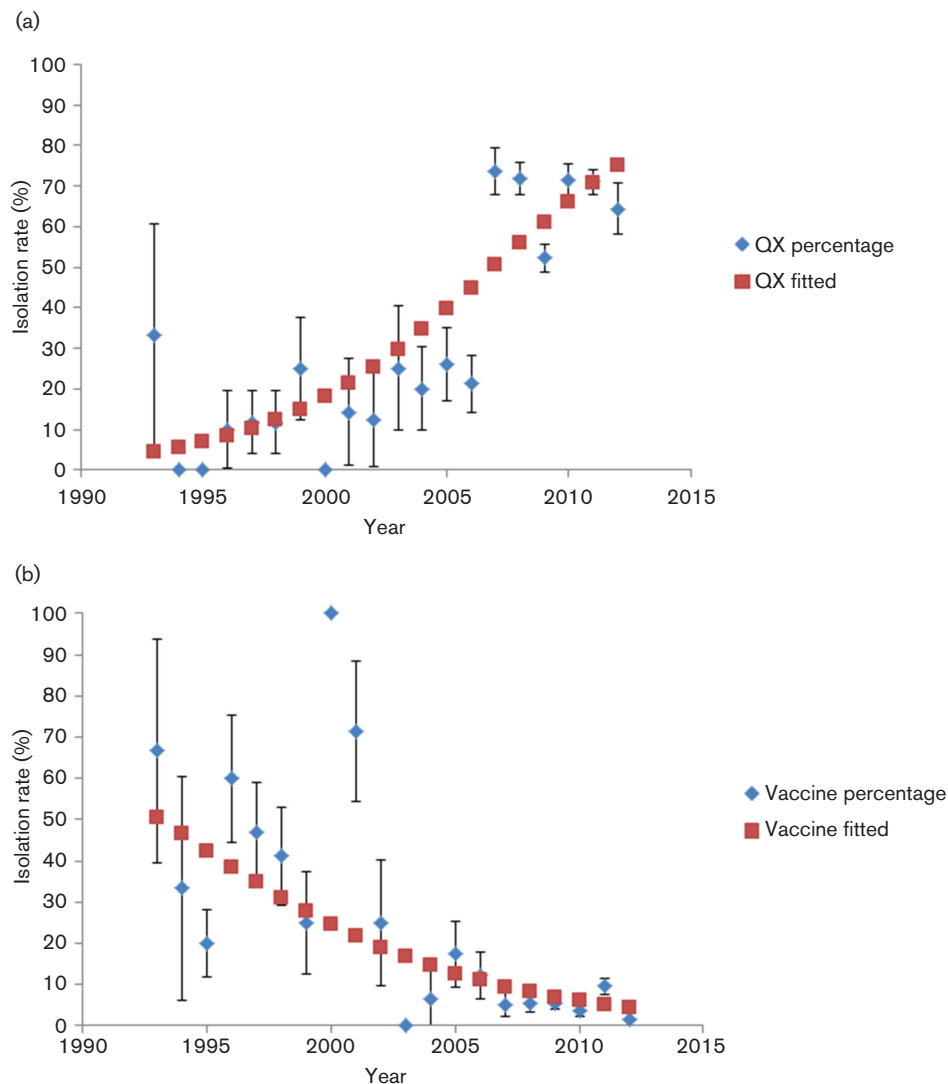 (a)
100
90
80
70
60
50
40
30
20
10
0
Isolation rate (%)
1990 1995 2000 2005 2010 2015
Year
QX percentage
QX fitted
(b)
100
90
80
70
60
50
40
30
20
10
0
Isolation rate (%)
1990 1995 2000 2005 2010 2015
Year
Vaccine percentage
Vaccine fitted